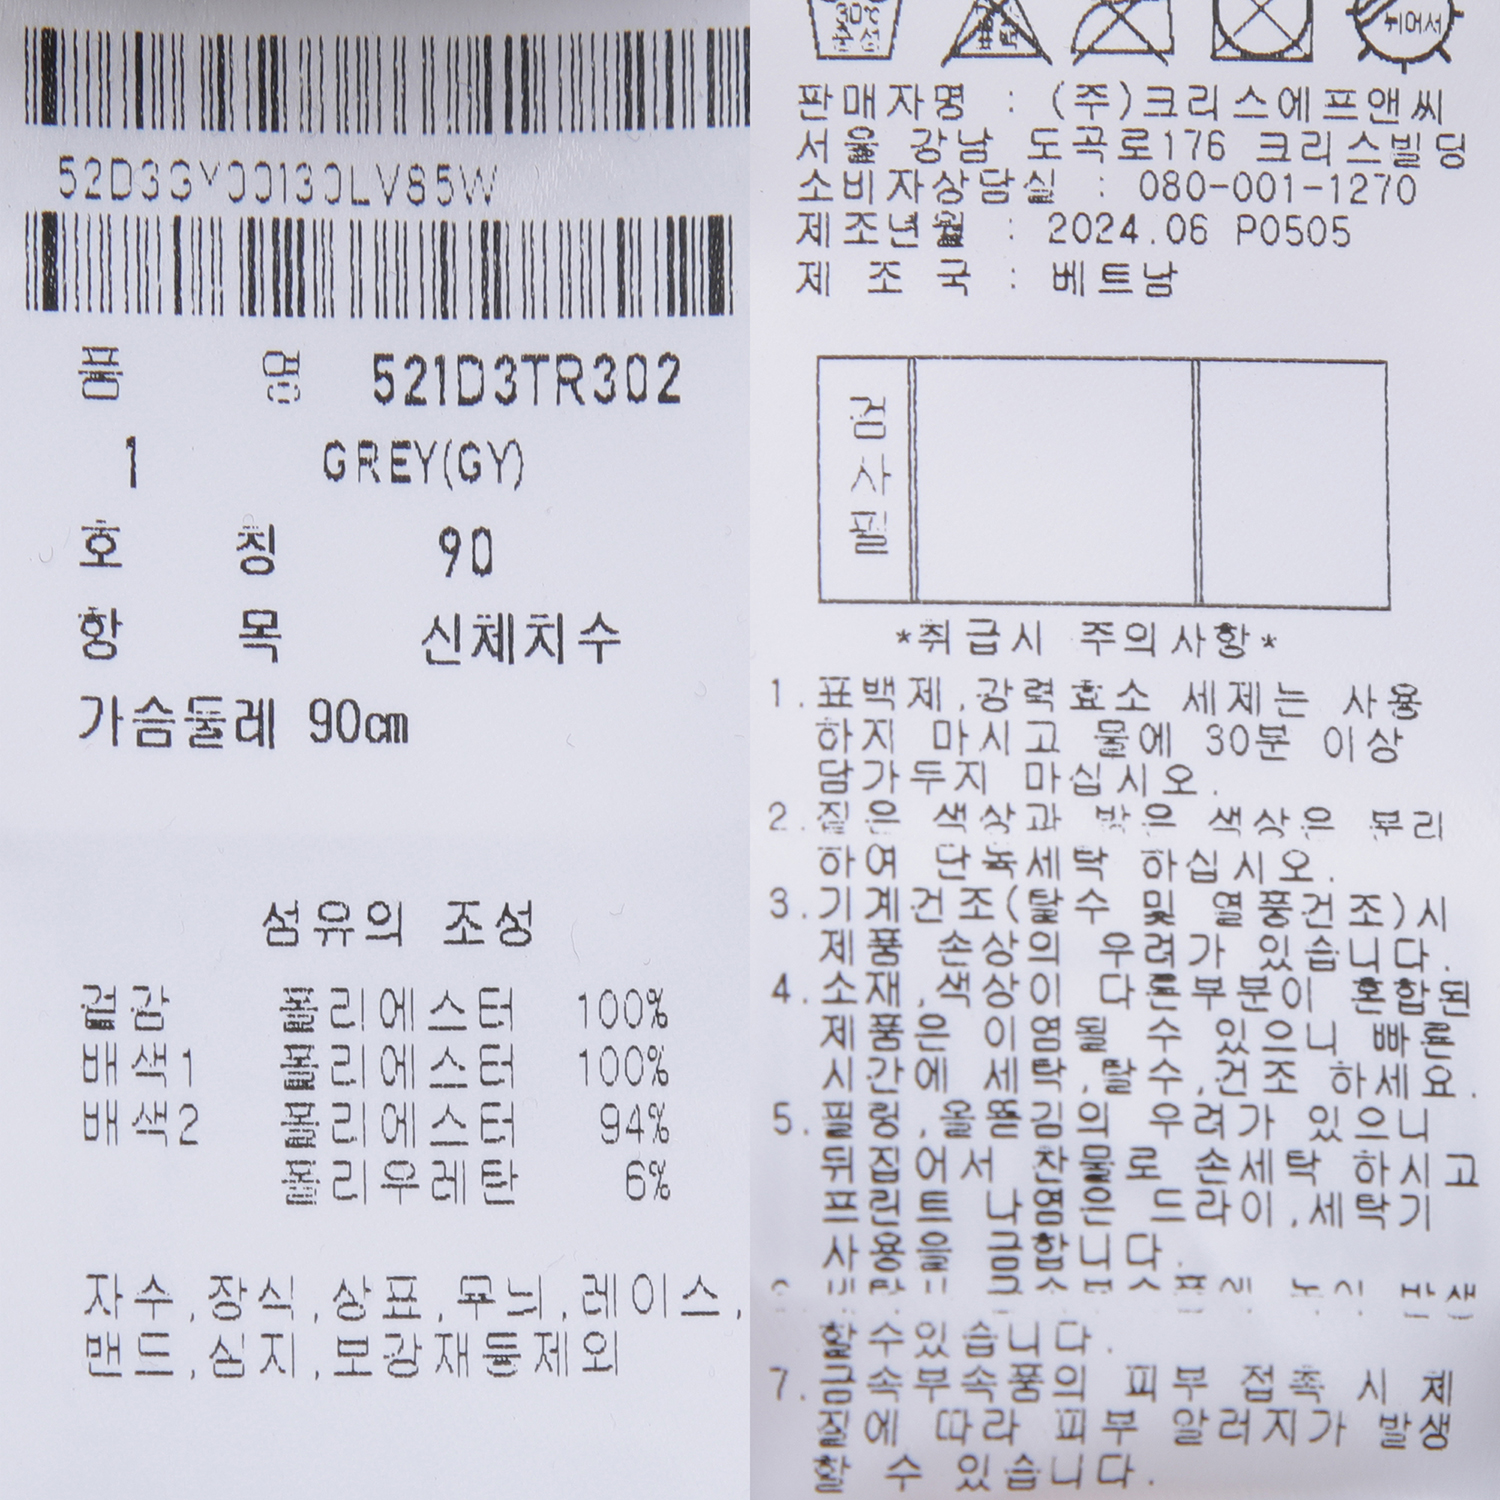 52D3GY00130LV85W
품 명 521D3TR302
1 GREY(GY)
호 칭 90
항 목 신체치수
가슴둘레 90cm
섬유의 조성
겉감 폴리에스터 100%
배색1 폴리에스터 100%
배색2 폴리에스터 94%
폴리우레탄 6%
자수,장식,상표,무늬,레이스,
밴드,심지,보강재등제외
30℃
중성
뉘어서
판매자명 : (주)크리스에프앤씨
서울 강남 도곡로176 크리스빌딩
소비자상담실 : 080-001-1270
제조년월 : 2024.06 P0505
제 조 국 : 베트남
검사필
*취급시 주의사항*
1.표백제,강력효소 세제는 사용
하지 마시고 물에 30분 이상
담가두지 마십시오.
2.짙은 색상과 밝은 색상은 분리
하여 단독세탁 하십시오.
3.기계건조(탈수 및 열풍건조)시
제품 손상의 우려가 있습니다.
4.소재,색상이 다른부분이 혼합된
제품은 이염될 수 있으니 빠른
시간에 세탁,탈수,건조 하세요.
5.필링,올뜯김의 우려가 있으니
뒤집어서 찬물로 손세탁 하시고
프린트 나염은 드라이,세탁기
사용을 금합니다.
할수있습니다.
7.금속부속품의 피부 접촉 시 체
질에 따라 피부 알러지가 발생
할 수 있습니다.